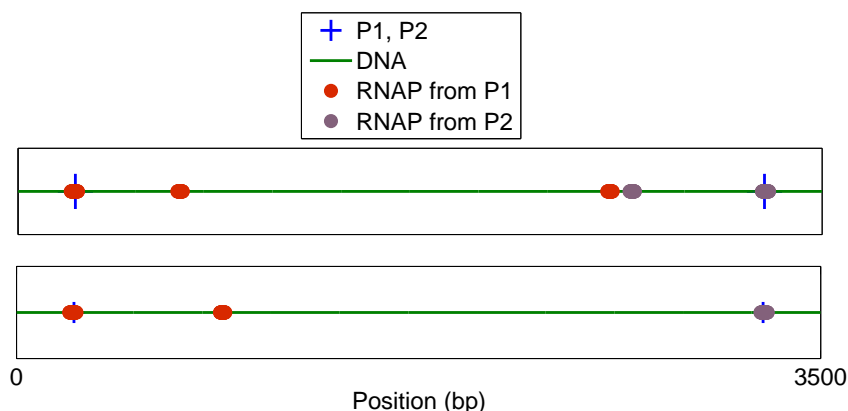 P1, P2
DNA
RNAP from P1
RNAP from P2
0 3500
Position (bp)